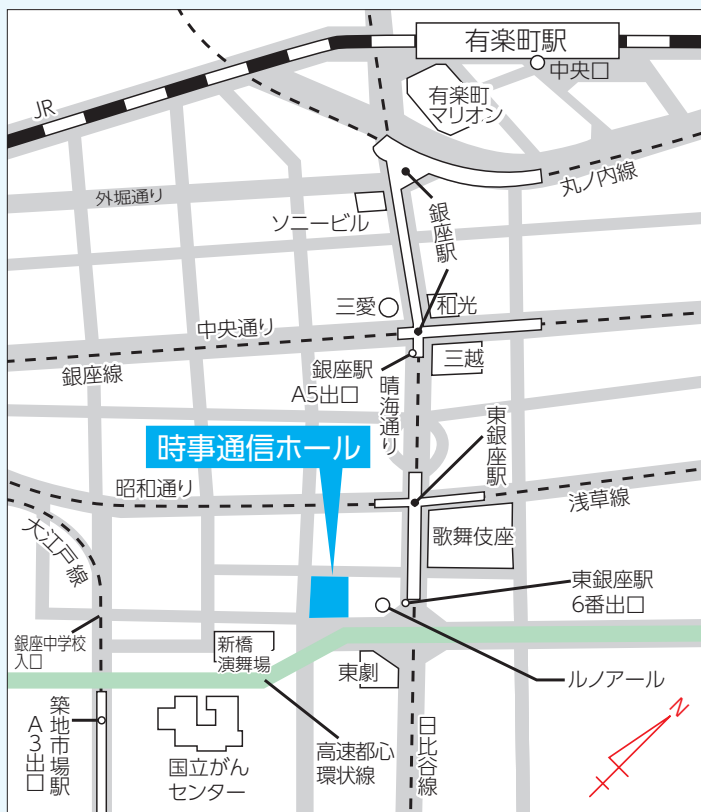 有楽町駅
中央口
JR
有楽町
マリオン
丸ノ内線
外堀通り
ソニービル
銀座駅
三愛
和光
中央通り
銀座線
銀座駅
A5出口
三越
晴海通り
時事通信ホール
東銀座駅
昭和通り
浅草線
大江戸線
歌舞伎座
東銀座駅
6番出口
銀座中学校
入口
新橋
演舞場
東劇
ルノアール
築地市場駅
A3出口
国立がん
センター
高速都心
環状線
日比谷線
N